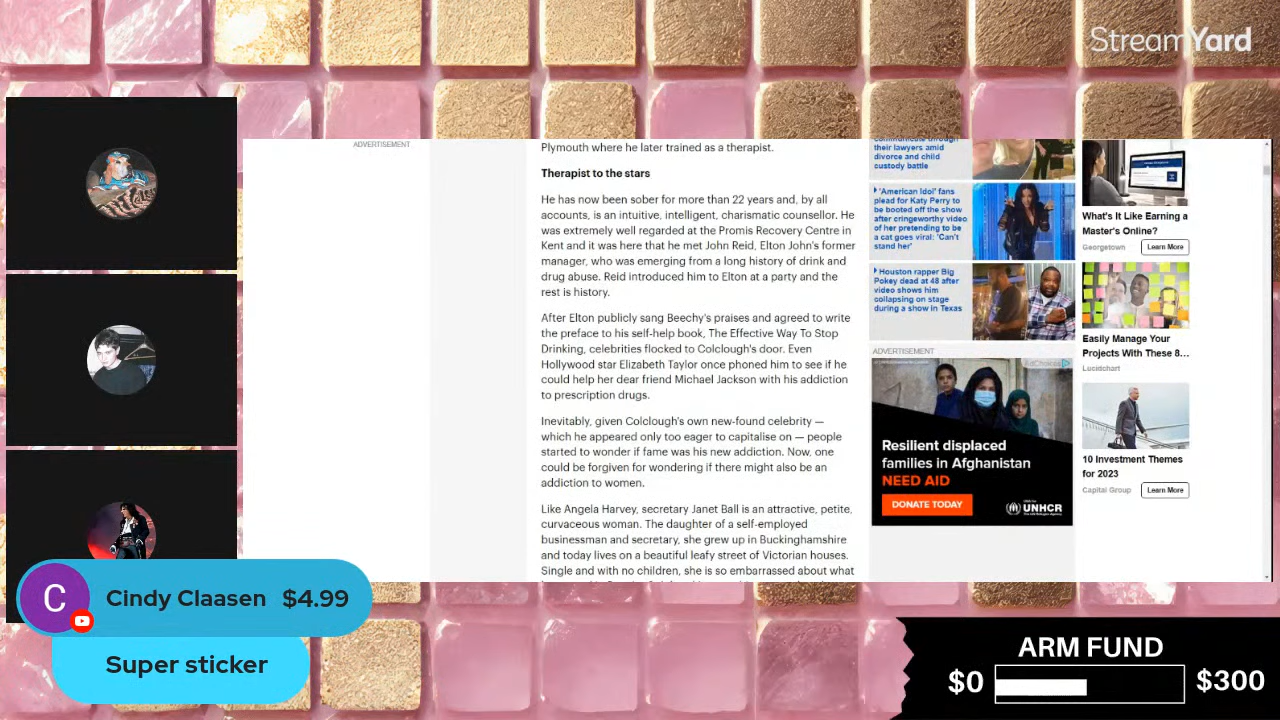 StreamYard
ADVERTISEMENT
Plymouth where he later trained as a therapist.
Therapist to the stars
He has now been sober for more than 22 years and, by all
accounts, is an intuitive, intelligent, charismatic counsellor. He
was extremely well regarded at the Promis Recovery Centre in
Kent and it was here that he met John Reid, Elton John's former
manager, who was emerging from a long history of drink and
drug abuse. Reid introduced him to Elton at a party and the
rest is history.
After Elton publicly sang Beechy's praises and agreed to write
the preface to his self-help book, The Effective Way To Stop
Drinking, celebrities flocked to Colclough's door. Even
Hollywood star Elizabeth Taylor once phoned him to see if he
could help her dear friend Michael Jackson with his addiction
to prescription drugs.
Inevitably, given Cololough's own new-found celebrity —
which he appeared only too eager to capitalise on — people
started to wonder if fame was his new addiction. Now, one
could be forgiven for wondering if there might also be an
addiction to women.
Like Angela Harvey, secretary Janet Ball is an attractive, petite,
curvaceous woman. The daughter of a self-employed
businessman and secretary, she grew up in Buckinghamshire
and today lives on a beautiful leafy street of Victorian houses.
Single and with no children, she is so embarrassed about what
communicate through
their lawyers amid
divorce and child
custody battle
'American Idol' fans
plead for Katy Perry to
be booted off the show
after cringeworthy video
of her pretending to be
a cat goes viral: 'Can't
stand her'
Houston rapper Big
Pokey dead at 48 after
video shows him
collapsing on stage
during a show in Texas
ADVERTISEMENT
AdChoices
Resilient displaced
families in Afghanistan
NEED AID
DONATE TODAY
UNHCR
What's It Like Earning a
Master's Online?
Georgetown
Learn More
Easily Manage Your
Projects With These 8...
Lucidchart
10 Investment Themes
for 2023
Capital Group
Learn More
C
Cindy Claasen $4.99
Super sticker
ARM FUND
$0
$300